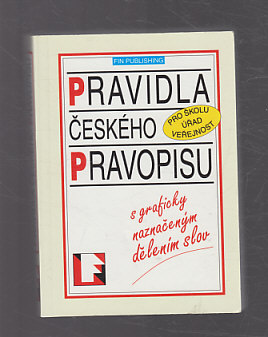 FIN PUBLISHING
PRAVIDLA
ČESKÉHO
PRO ŠKOLU
ÚŘAD
VEŘEJNOST
PRAVOPISU
s graficky
naznačeným
dělením slov